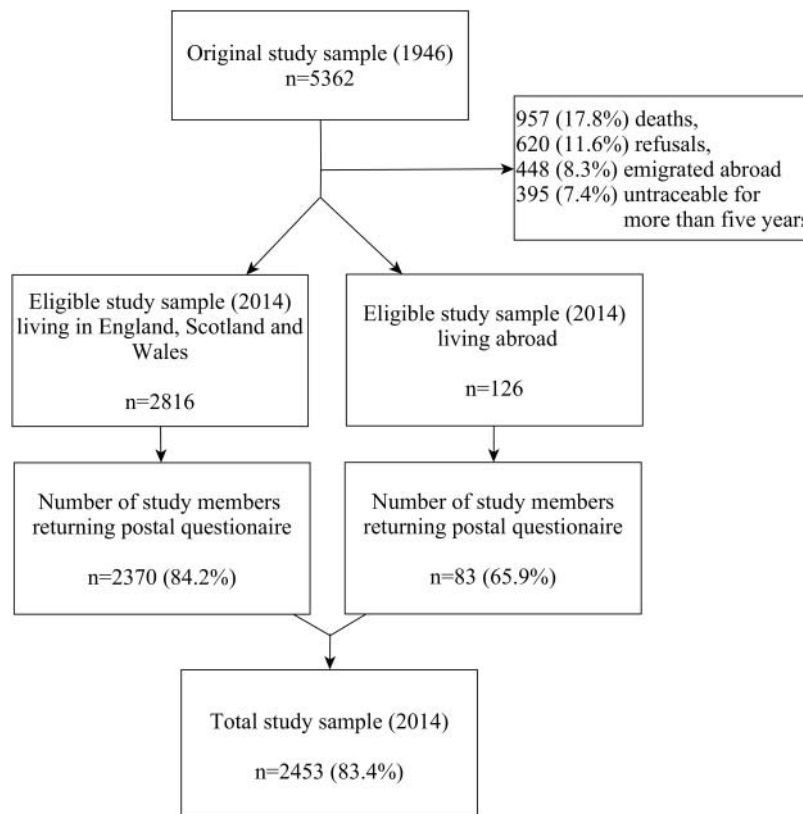 Original study sample (1946)
n=5362
957 (17.8%) deaths,
620 (11.6%) refusals,
448 (8.3%) emigrated abroad
395 (7.4%) untraceable for
more than five years
Eligible study sample (2014)
living in England, Scotland and
Wales
n=2816
Eligible study sample (2014)
living abroad
n=126
Number of study members
returning postal questionaire
n=2370 (84.2%)
Number of study members
returning postal questionaire
n=83 (65.9%)
Total study sample (2014)
n=2453 (83.4%)